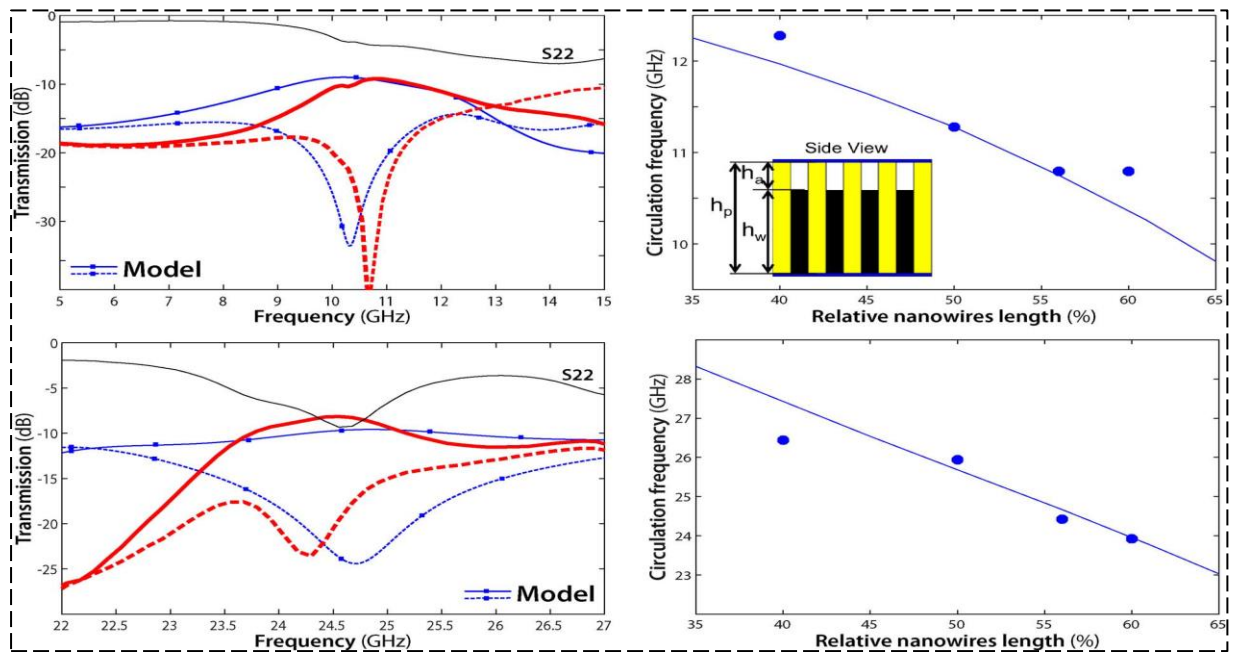 0
-10
-20
-30
Transmission (dB)
S22
Model
5 6 7 8 9 10 11 12 13 14 15
Frequency (GHz)
12
11
10
Circulation frequency (GHz)
Side View
ha
hp
hw
35 40 45 50 55 60 65
Relative nanowires length (%)
0
-5
-10
-15
-20
-25
Transmission (dB)
S22
Model
22 22.5 23 23.5 24 24.5 25 25.5 26 26.5 27
Frequency (GHz)
28
27
26
25
24
23
Circulation frequency (GHz)
35 40 45 50 55 60 65
Relative nanowires length (%)